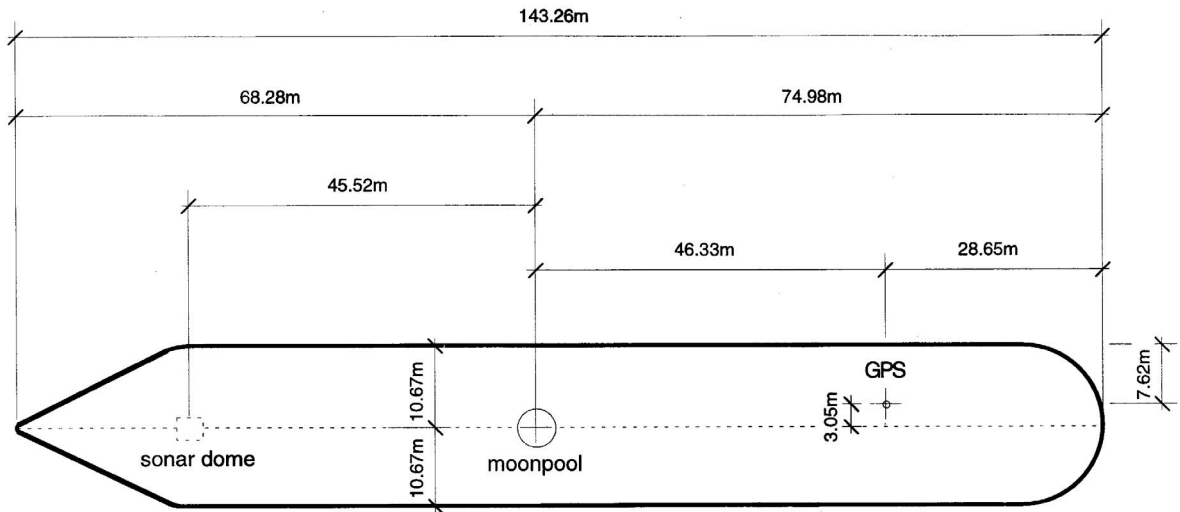 143.26m
68.28m
74.98m
45.52m
46.33m
28.65m
10.67m
GPS
7.62m
3.05m
sonar dome
10.67m
moonpool